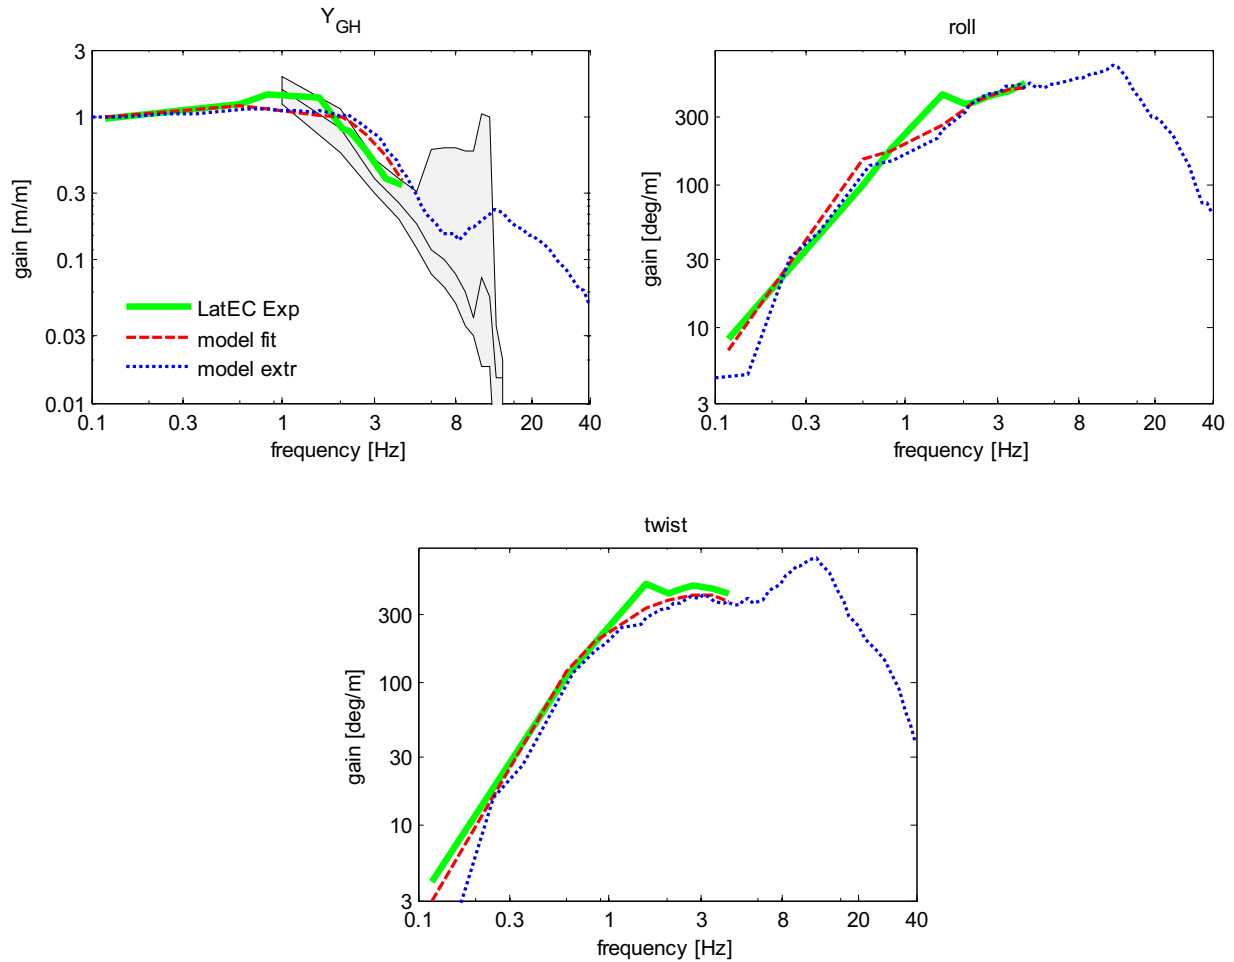 Y_GH
gain [m/m]
3
1
0.3
0.1
0.03
0.01
LatEC Exp
model fit
model extr
0.1 0.3 1 3 8 20 40
frequency [Hz]
roll
gain [deg/m]
300
100
30
10
3
0.1 0.3 1 3 8 20 40
frequency [Hz]
twist
gain [deg/m]
300
100
30
10
3
0.1 0.3 1 3 8 20 40
frequency [Hz]